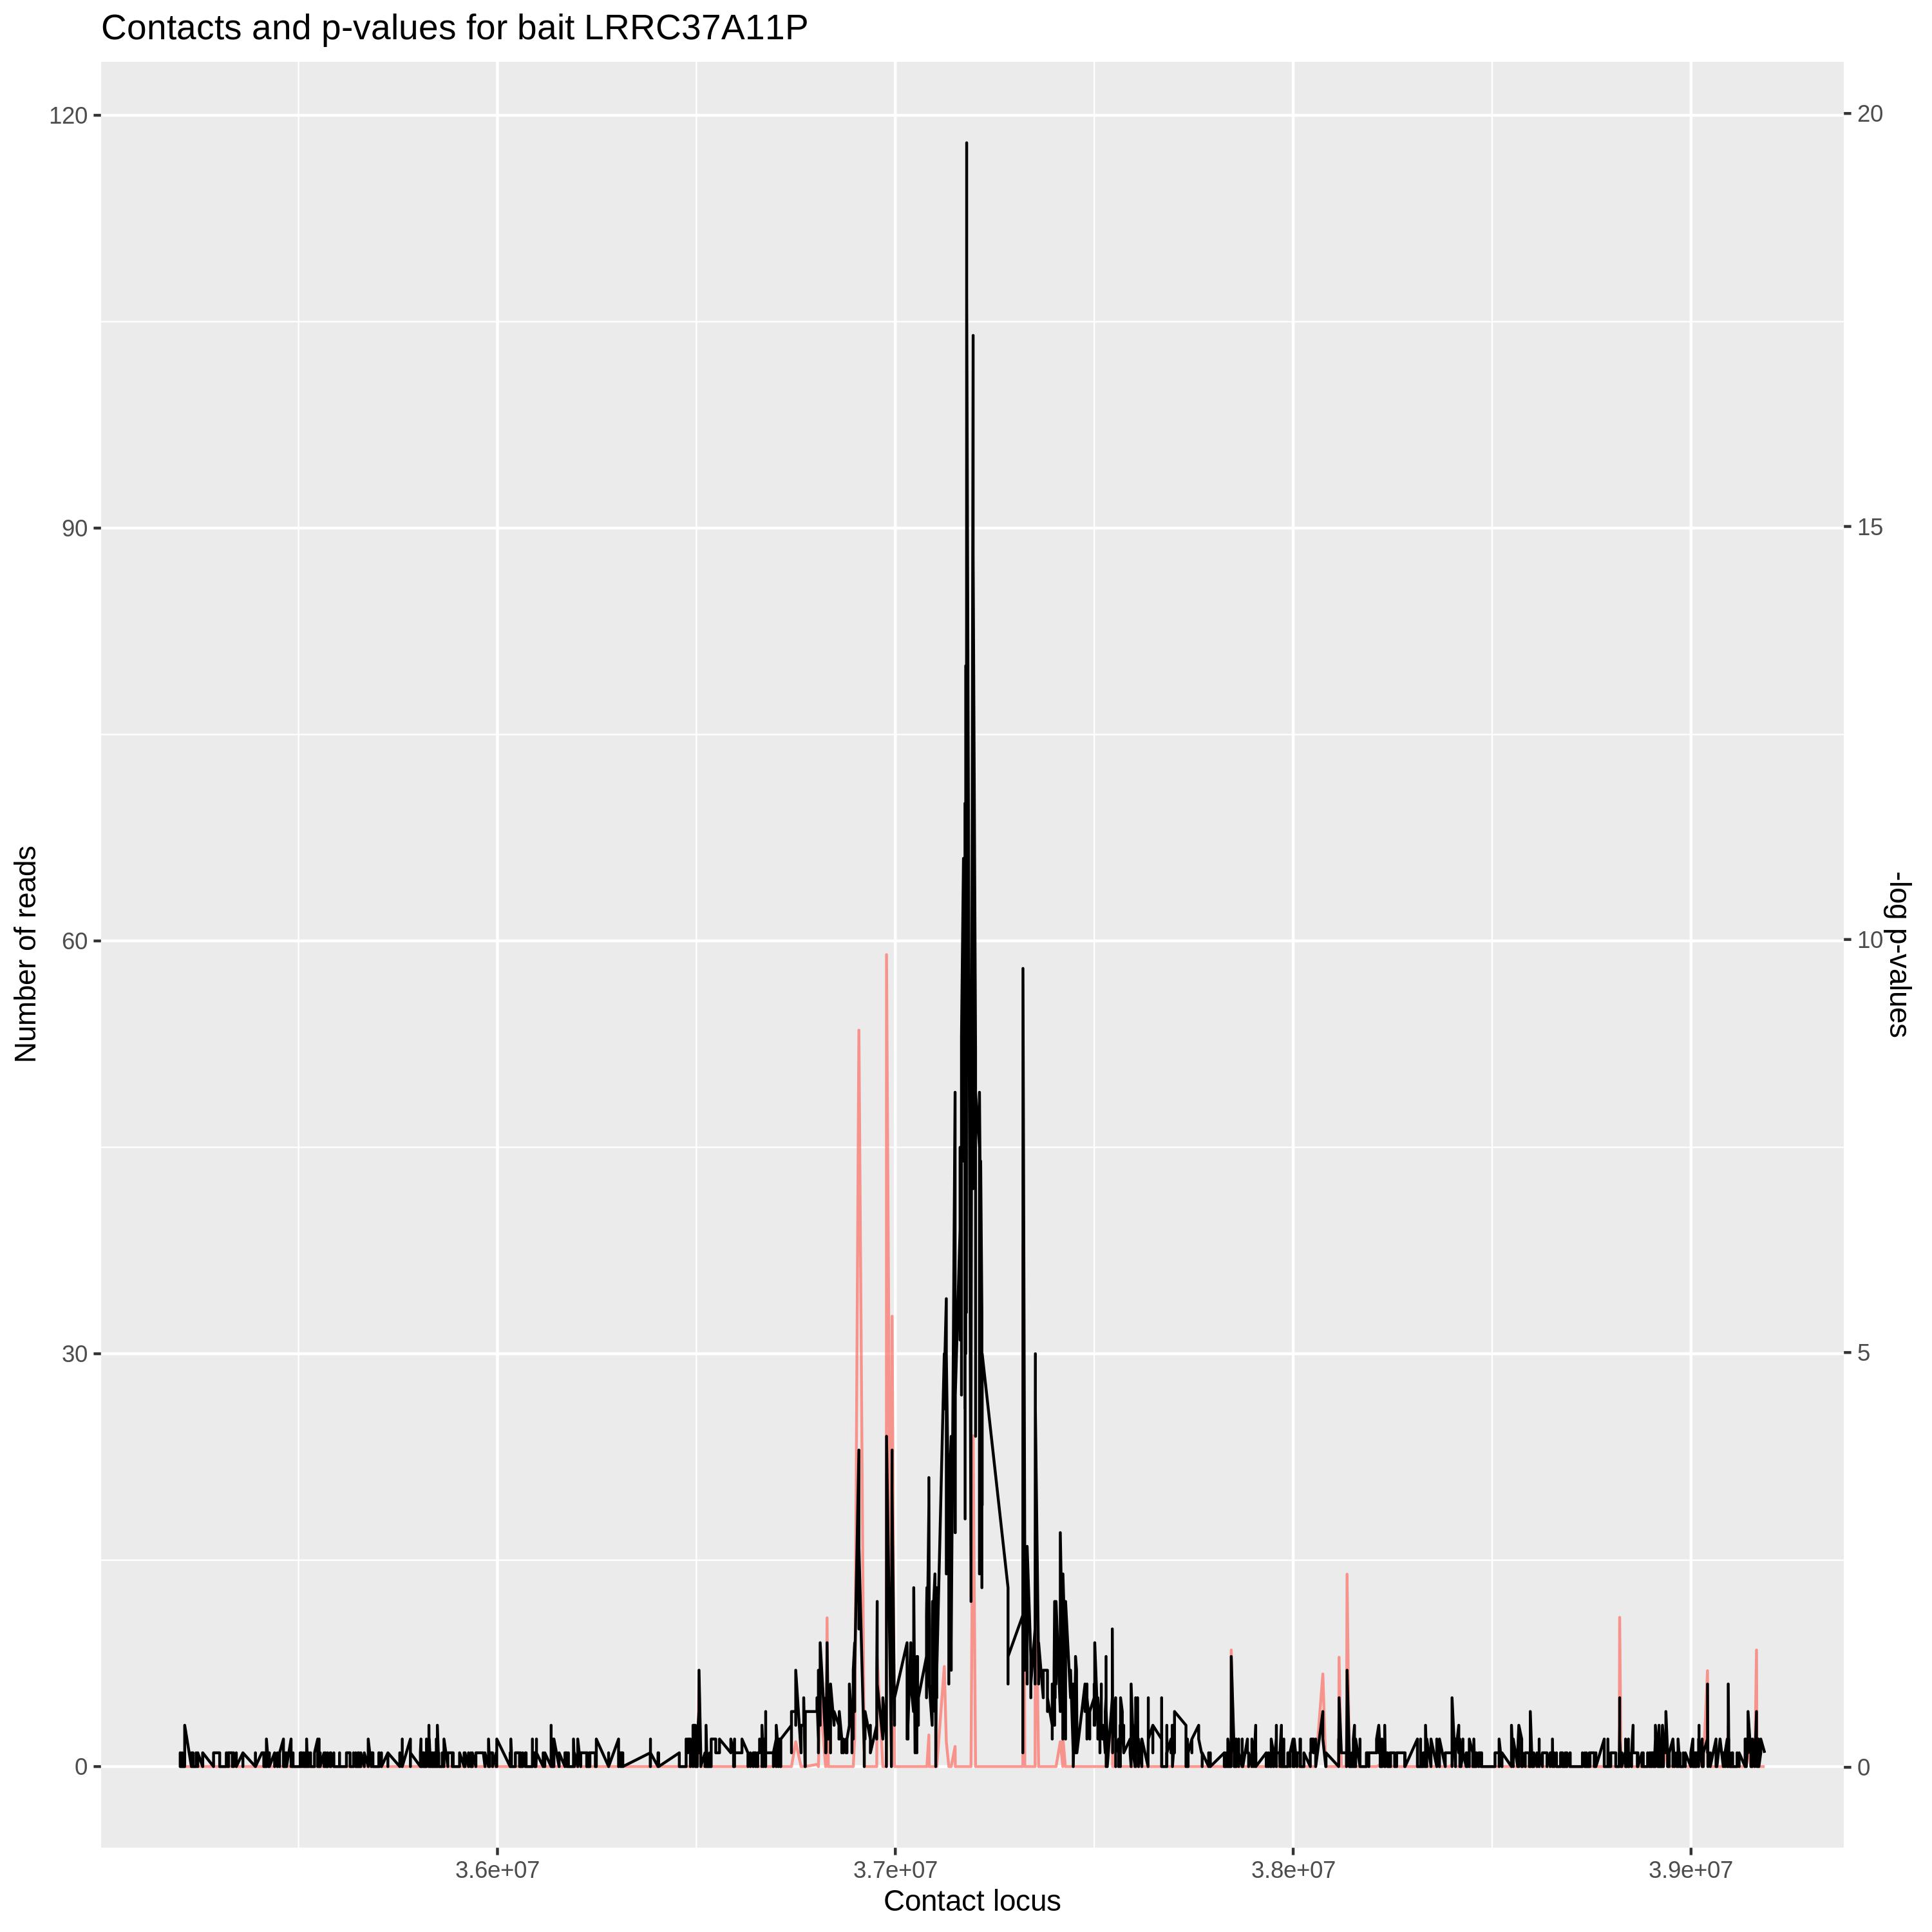 Contacts and p-values for bait LRRC37A11P
120
90
60
30
0
Number of reads
20
15
10
5
0
-log p-values
3.6e+07
3.7e+07
3.8e+07
3.9e+07
Contact locus